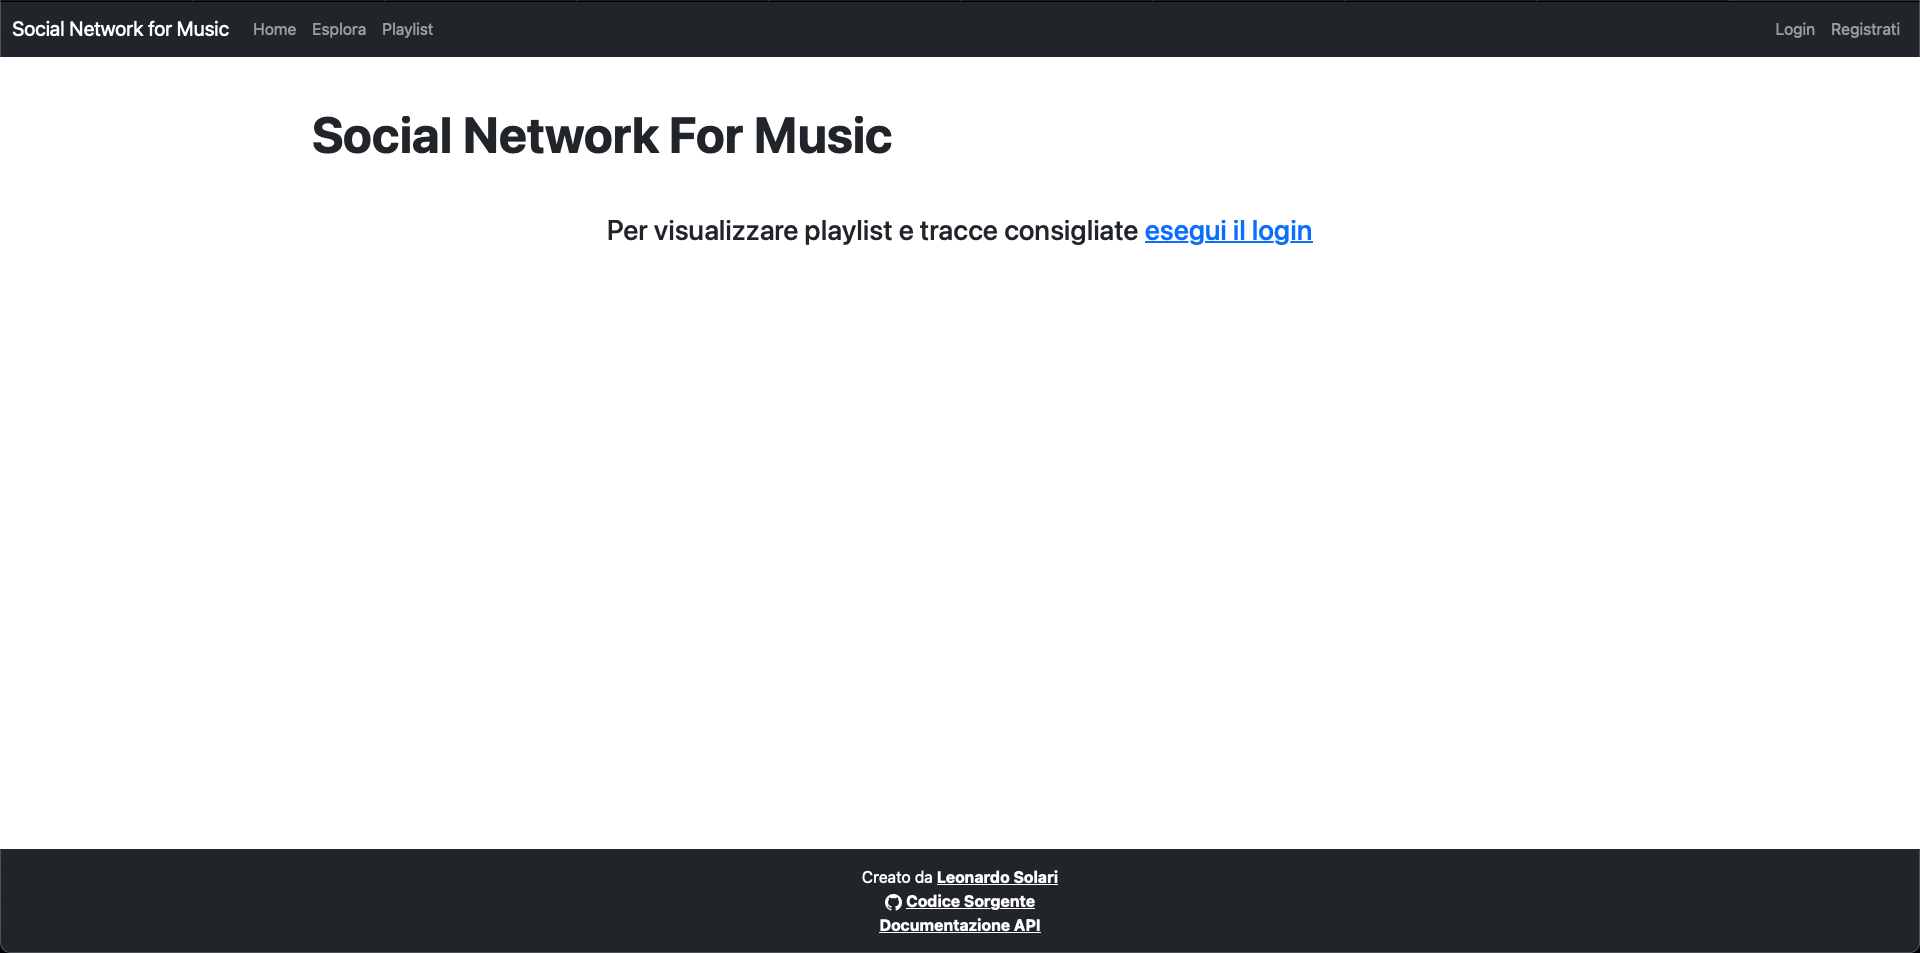 Social Network for Music Home Esplora Playlist Login Registrati
Social Network For Music
Per visualizzare playlist e tracce consigliate esegui il login
Creato da Leonardo Solari
Codice Sorgente
Documentazione API